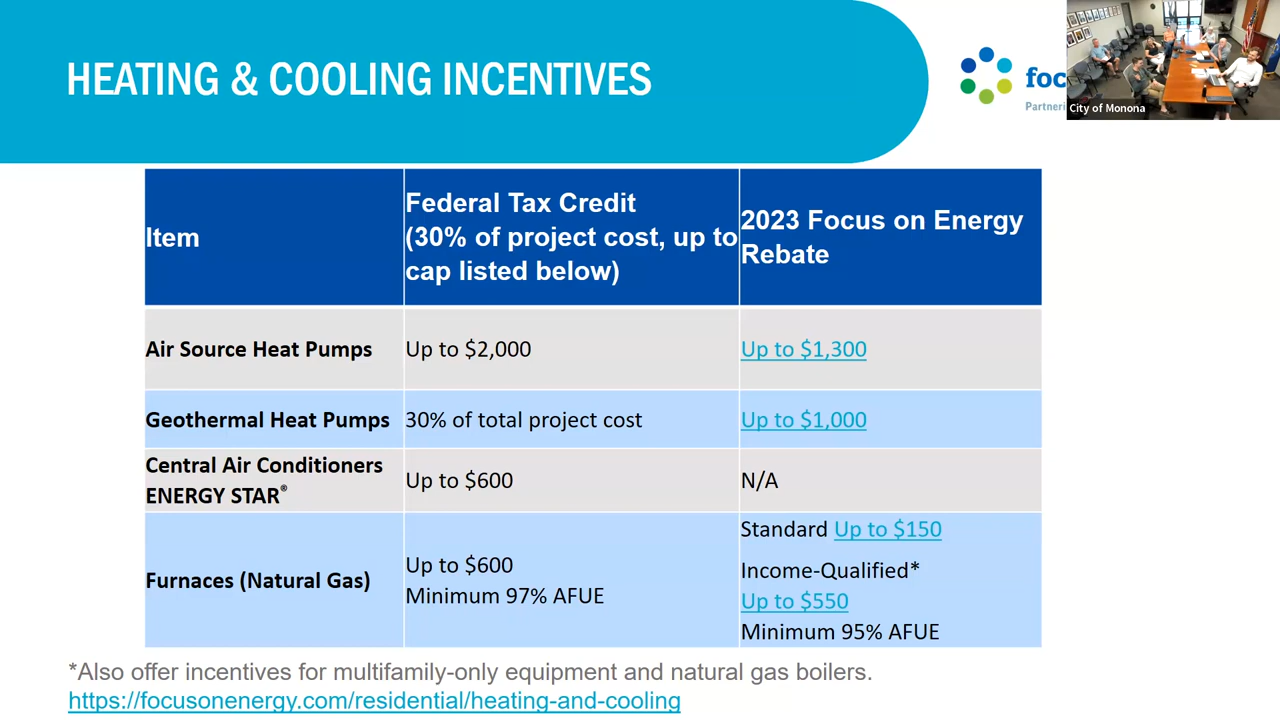 HEATING & COOLING INCENTIVES
foc
Partneri
City of Monona
Item
Federal Tax Credit
(30% of project cost, up to
cap listed below)
2023 Focus on Energy
Rebate
Air Source Heat Pumps
Up to $2,000
Up to $1,300
Geothermal Heat Pumps
30% of total project cost
Up to $1,000
Central Air Conditioners
ENERGY STAR®
Up to $600
N/A
Furnaces (Natural Gas)
Up to $600
Minimum 97% AFUE
Standard Up to $150
Income-Qualified*
Up to $550
Minimum 95% AFUE
*Also offer incentives for multifamily-only equipment and natural gas boilers.
https://focusonenergy.com/residential/heating-and-cooling